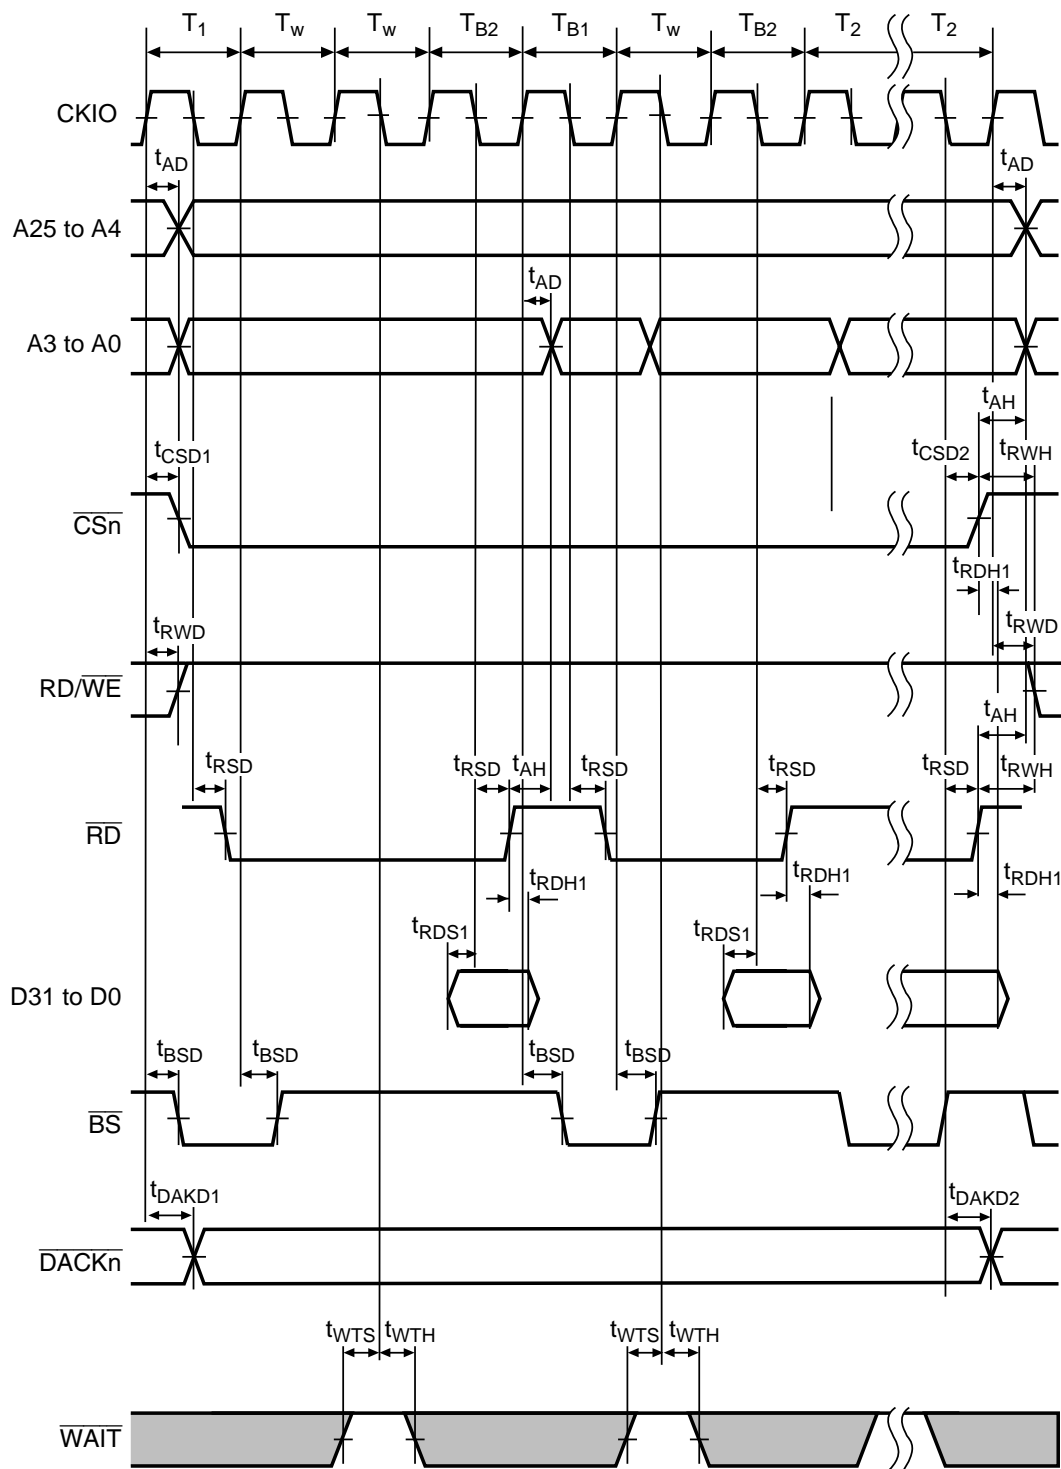 T1 Tw Tw TB2 TB1 Tw TB2 T2 T2
CKIO
tAD tAD
A25 to A4
tAD
A3 to A0
tAH
tCSD1 tCSD2 tRWH
CSn
tRDH1
tRWD tRWD
RD/WE
tAH
tRSD tRSD tAH tRSD tRSD tRSD tRWH
RD
tRDH1 tRDH1 tRDH1
tRDS1 tRDS1
D31 to D0
tBSD tBSD tBSD tBSD
BS
tDAKD1 tDAKD2
DACKn
tWTS tWTH tWTS tWTH
WAIT